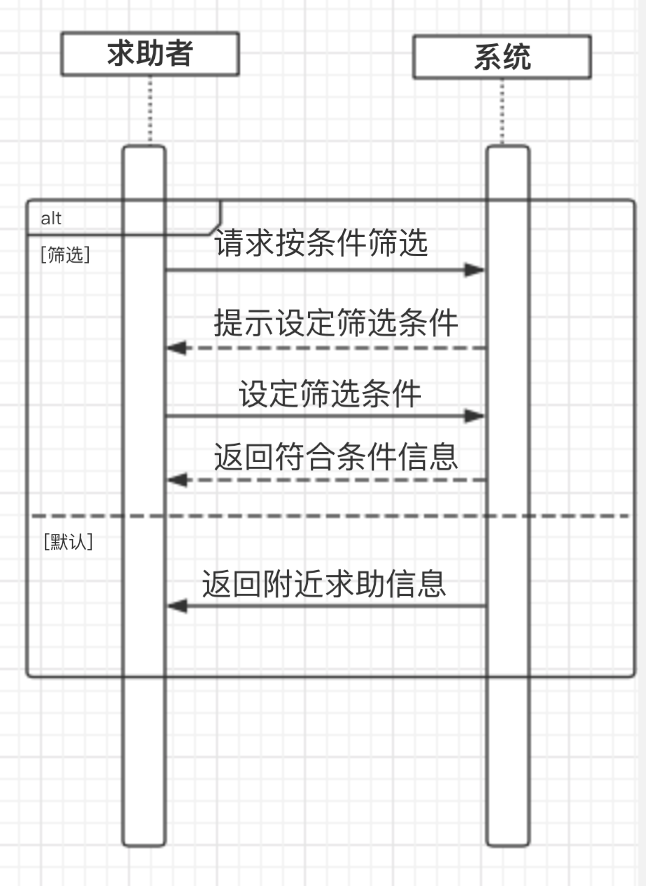 求助者
系统
alt
[筛选]
请求按条件筛选
提示设定筛选条件
设定筛选条件
返回符合条件信息
[默认]
返回附近求助信息